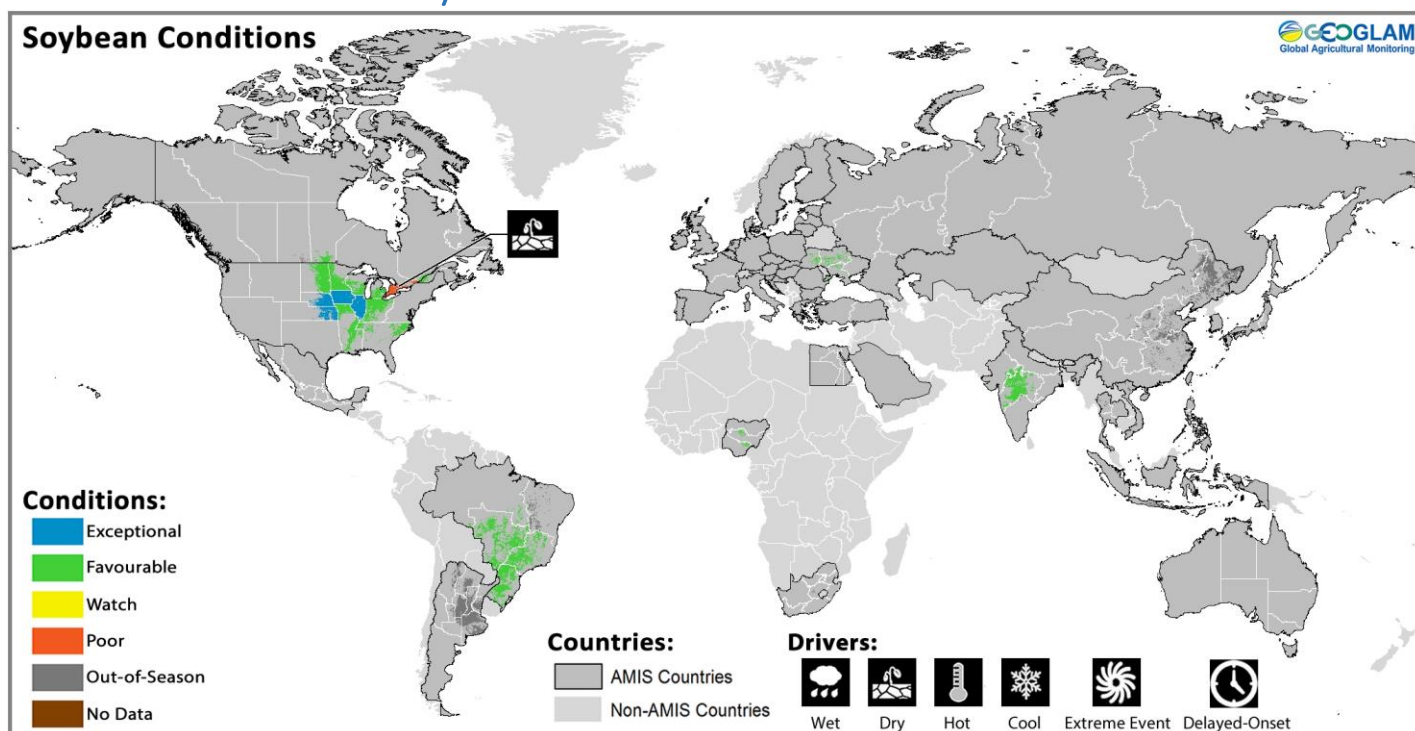 Soybean Conditions
GEOGLAM
Global Agricultural Monitoring
Conditions:
Exceptional
Favourable
Watch
Poor
Out-of-Season
No Data
Countries:
AMIS Countries
Non-AMIS Countries
Drivers:
Wet
Dry
Hot
Cool
Extreme Event
Delayed-Onset